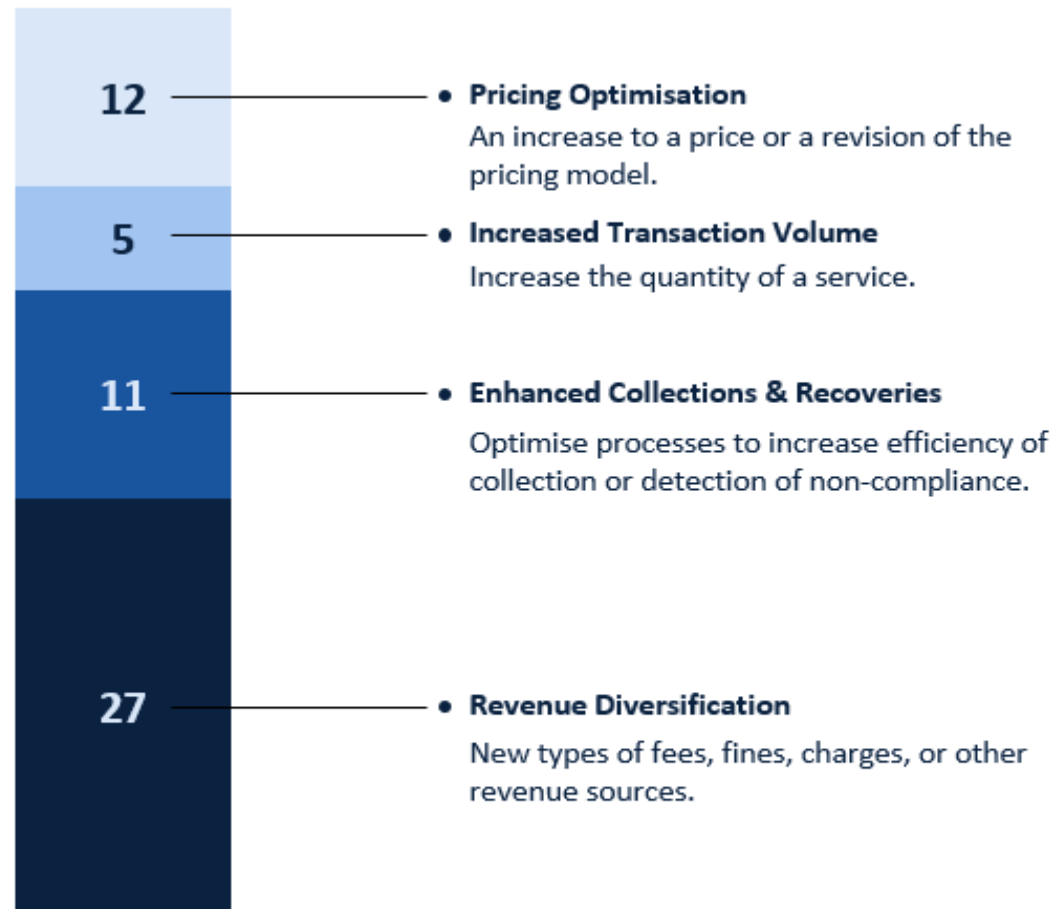 12
• Pricing Optimisation
An increase to a price or a revision of the
pricing model.
5
• Increased Transaction Volume
Increase the quantity of a service.
11
• Enhanced Collections & Recoveries
Optimise processes to increase efficiency of
collection or detection of non-compliance.
27
• Revenue Diversification
New types of fees, fines, charges, or other
revenue sources.